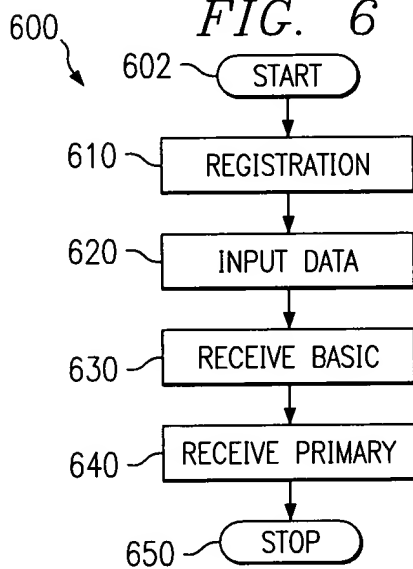 FIG. 6
600
602 START
610 REGISTRATION
620 INPUT DATA
630 RECEIVE BASIC
640 RECEIVE PRIMARY
650 STOP